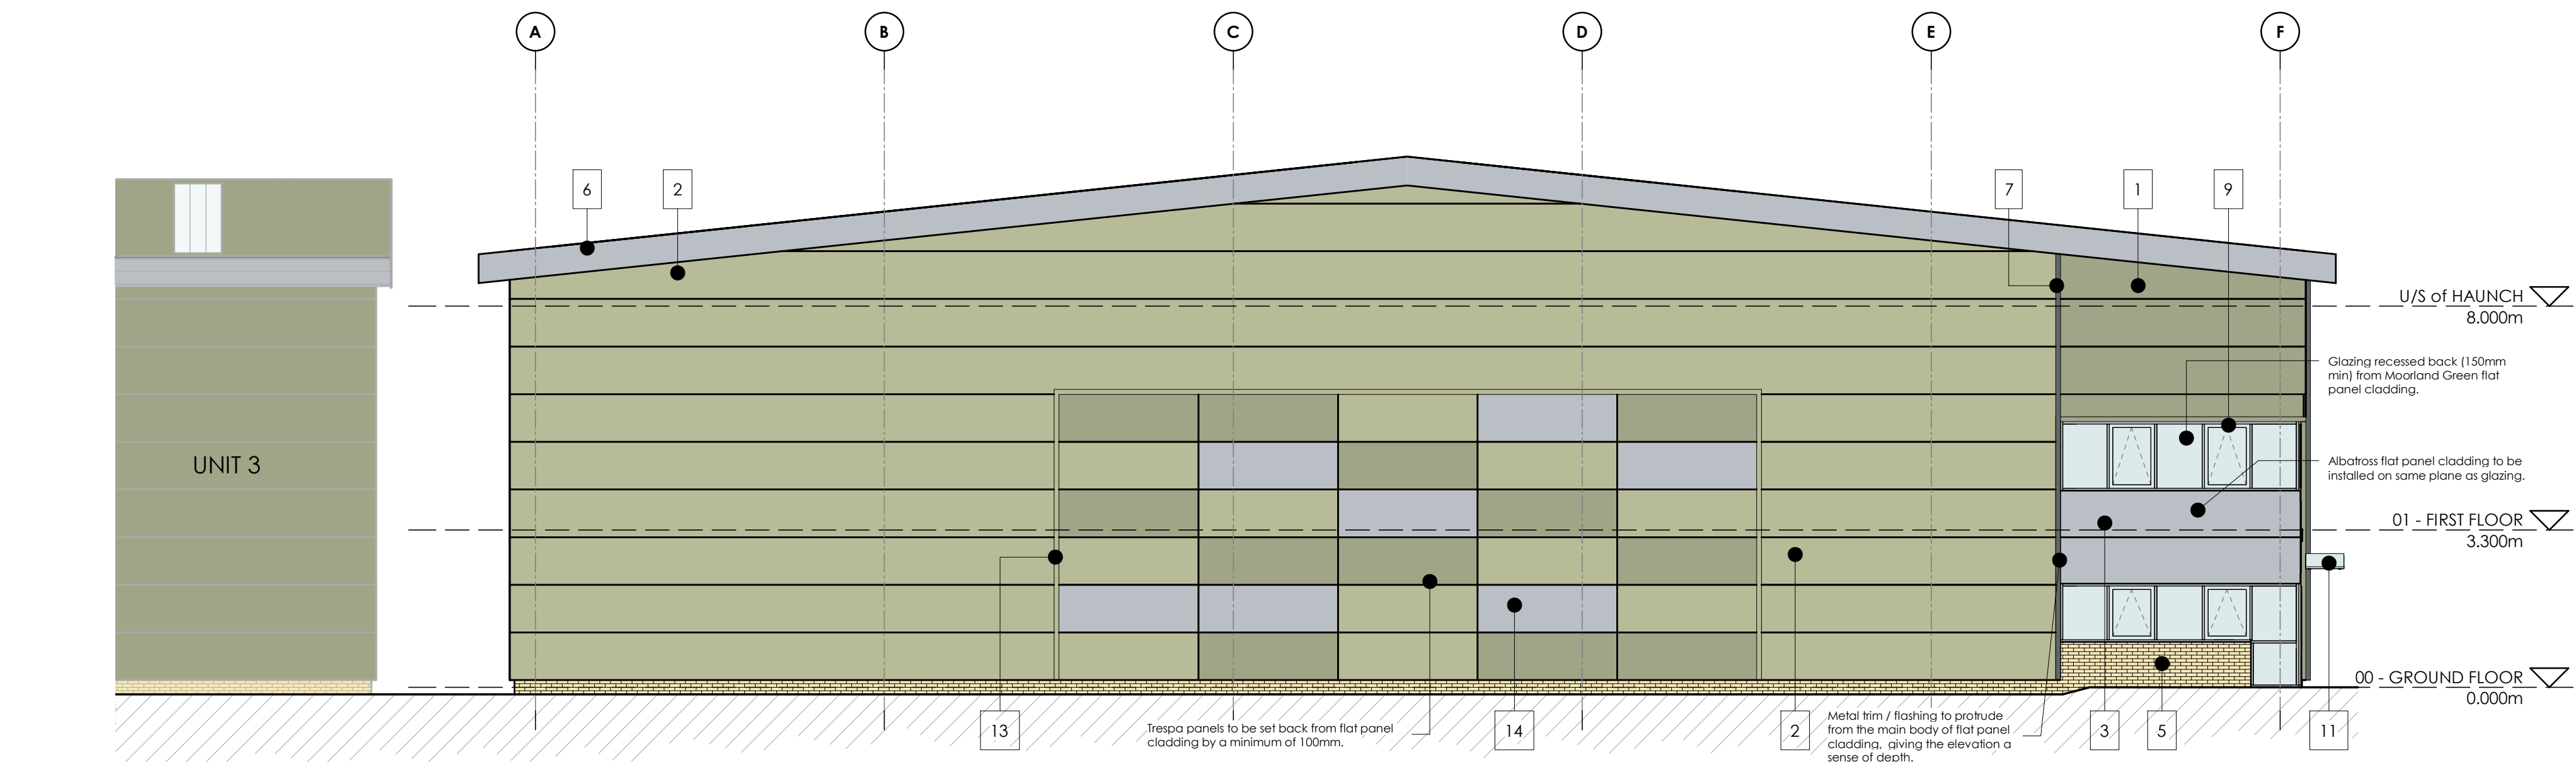 A B C D E F
6 2 7 1 9
U/S of HAUNCH
8.000m
Glazing recessed back (150mm
min) from Moorland Green flat
panel cladding.
UNIT 3
Albatross flat panel cladding to be
installed on same plane as glazing.
01 - FIRST FLOOR
3.300m
00 - GROUND FLOOR
0.000m
13
Trespa panels to be set back from flat panel
cladding by a minimum of 100mm.
14
2
Metal trim / flashing to protrude
from the main body of flat panel
cladding, giving the elevation a
sense of depth.
3 5 11